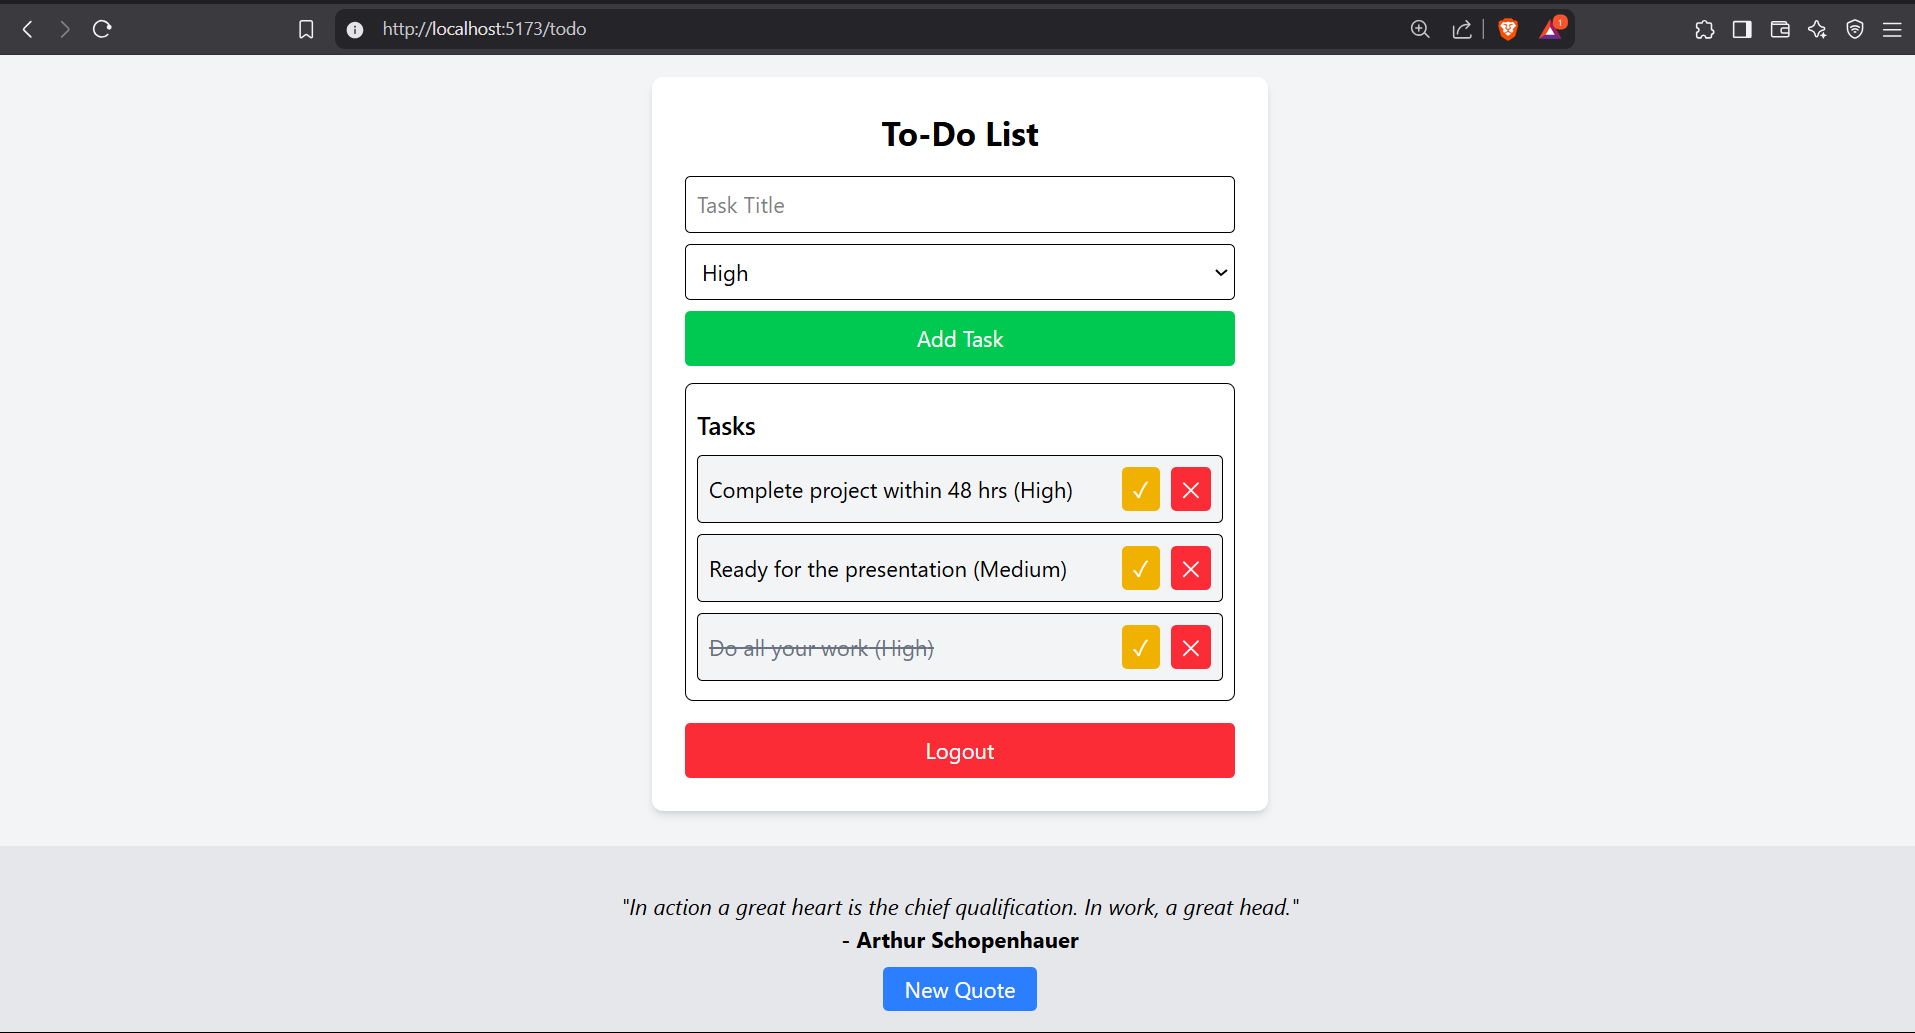 http://localhost:5173/todo
1
To-Do List
Task Title
High
Add Task
Tasks
Complete project within 48 hrs (High)
Ready for the presentation (Medium)
Do all your work (High)
Logout
"In action a great heart is the chief qualification. In work, a great head."
- Arthur Schopenhauer
New Quote